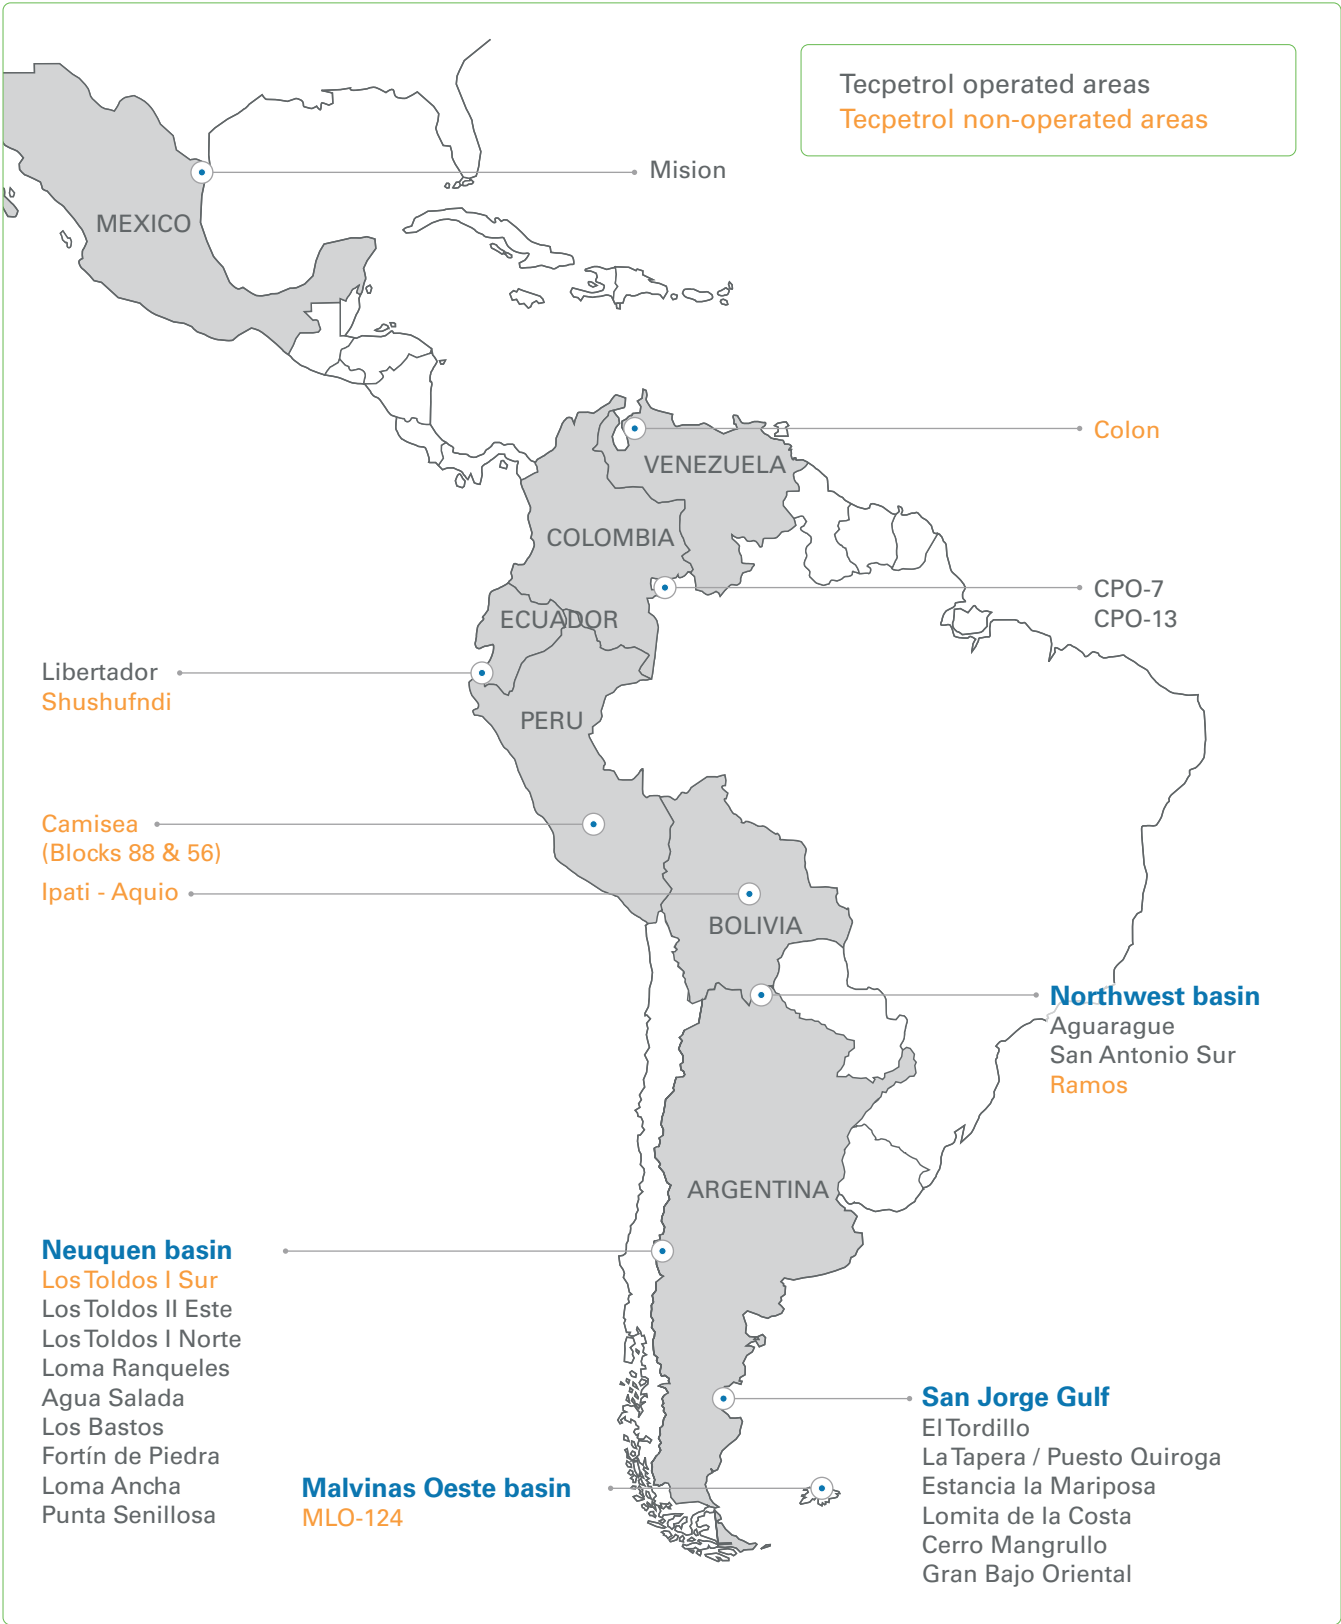 Tecpetrol operated areas
Tecpetrol non-operated areas
Mision
MEXICO
Colon
VENEZUELA
COLOMBIA
CPO-7
CPO-13
ECUADOR
Libertador
Shushufndi
PERU
Camisea
(Blocks 88 & 56)
Ipati - Aquio
BOLIVIA
Northwest basin
Aguarague
San Antonio Sur
Ramos
ARGENTINA
Neuquen basin
Los Toldos I Sur
Los Toldos II Este
Los Toldos I Norte
Loma Ranqueles
Agua Salada
Los Bastos
Fortín de Piedra
Loma Ancha
Punta Senillosa
Malvinas Oeste basin
MLO-124
San Jorge Gulf
El Tordillo
La Tapera / Puesto Quiroga
Estancia la Mariposa
Lomita de la Costa
Cerro Mangrullo
Gran Bajo Oriental